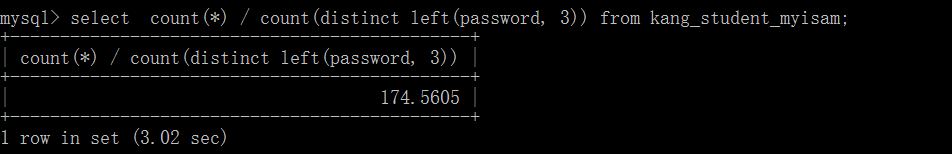 mysql> select  count(*) / count(distinct left(password, 3)) from kang_student_myisam;
+----------------------------------------------+
| count(*) / count(distinct left(password, 3)) |
+----------------------------------------------+
|                                     174.5605 |
+----------------------------------------------+
1 row in set (3.02 sec)